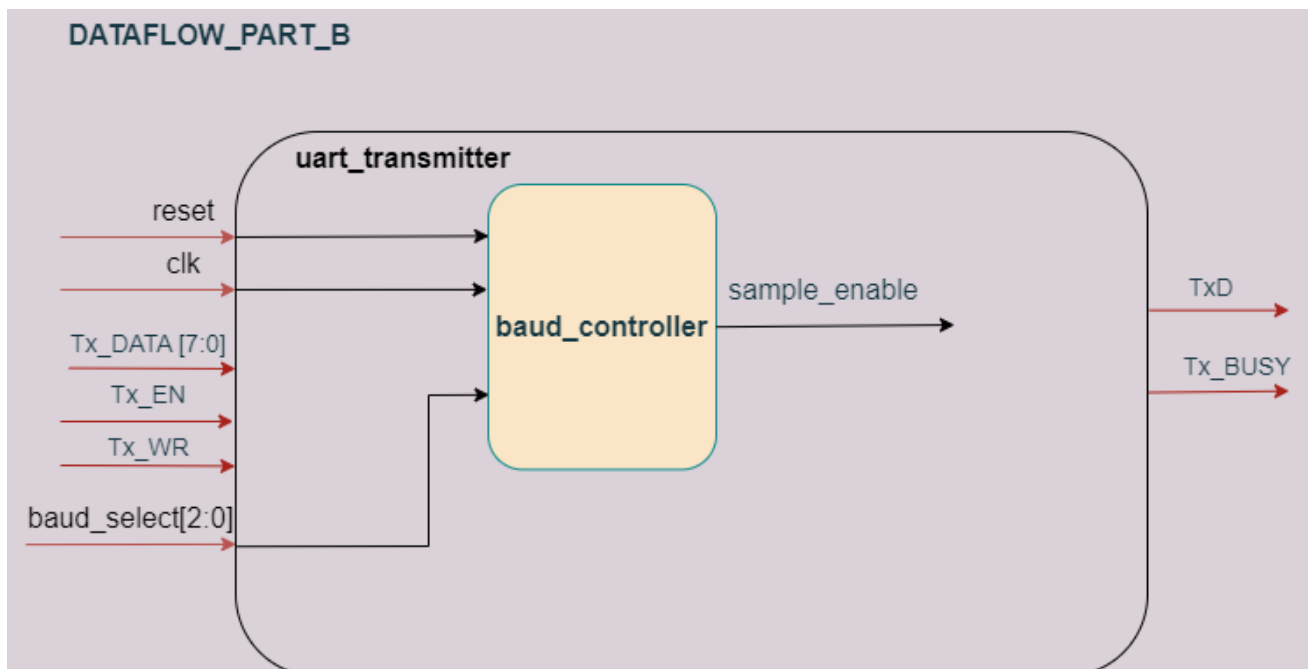 DATAFLOW_PART_B
uart_transmitter
reset
clk
Tx_DATA [7:0]
Tx_EN
Tx_WR
baud_select[2:0]
baud_controller
sample_enable
TxD
Tx_BUSY